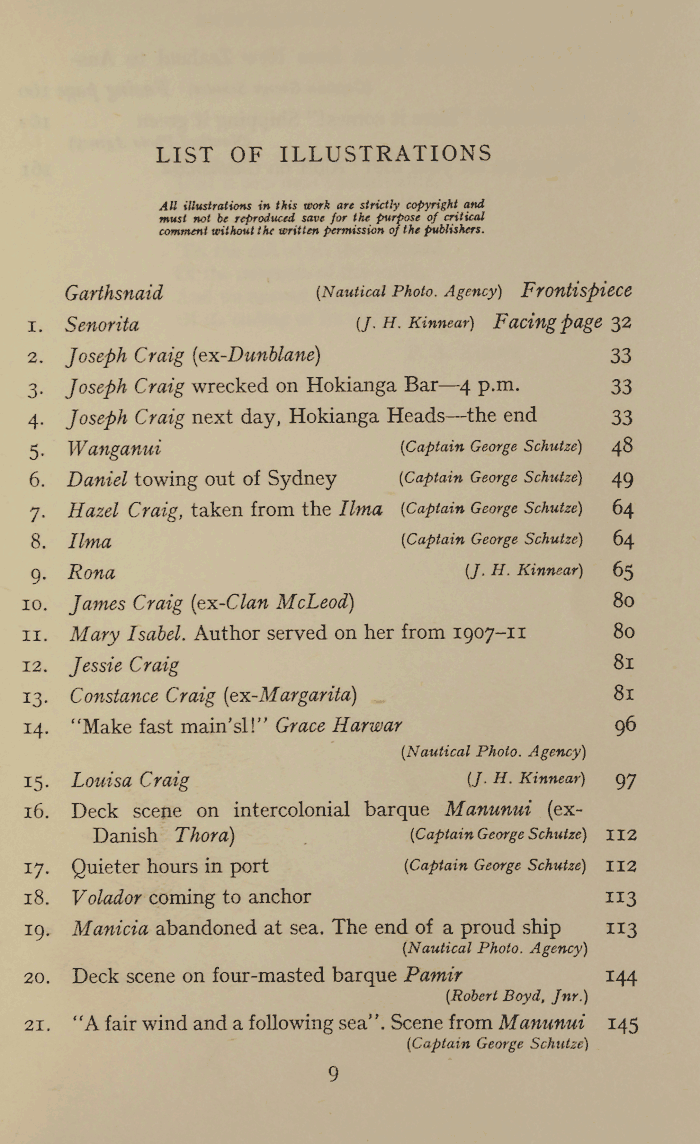 LIST OF ILLUSTRATIONS
All illustrations in this work are strictly copyright and
must not be reproduced save for the purpose of critical
comment without the written permission of the publishers.
Garthsnaid (Nautical Photo. Agency) Frontispiece
1. Senorita (J. H. Kinnear) Facing page 32
2. Joseph Craig (ex-Dunblane) 33
3. Joseph Craig wrecked on Hokianga Bar—4 p.m. 33
4. Joseph Craig next day, Hokianga Heads—the end 33
5. Wanganui (Captain George Schutze) 48
6. Daniel towing out of Sydney (Captain George Schutze) 49
7. Hazel Craig, taken from the Ilma (Captain George Schutze) 64
8. Ilma (Captain George Schutze) 64
9. Rona (J. H. Kinnear) 65
10. James Craig (ex-Clan McLeod) 80
11. Mary Isabel. Author served on her from 1907-11 80
12. Jessie Craig 81
13. Constance Craig (ex-Margarita) 81
14. "Make fast main'sl!" Grace Harwar 96
(Nautical Photo. Agency)
15. Louisa Craig (J. H. Kinnear) 97
16. Deck scene on intercolonial barque Manunui (ex-
Danish Thora) (Captain George Schutze) 112
17. Quieter hours in port (Captain George Schutze) 112
18. Volador coming to anchor 113
19. Manicia abandoned at sea. The end of a proud ship 113
(Nautical Photo. Agency)
20. Deck scene on four-masted barque Pamir 144
(Robert Boyd, Jnr.)
21. "A fair wind and a following sea". Scene from Manunui 145
(Captain George Schutze)
9